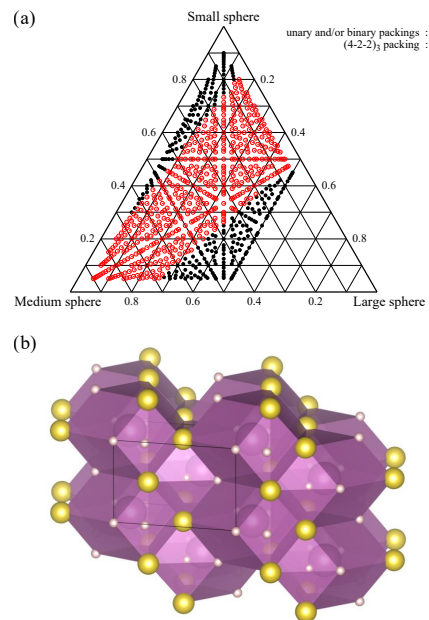 (a)
Small sphere
unary and/or binary packings :
(4-2-2)₃ packing :
0.8 0.2
0.6 0.4
0.4 0.6
0.2 0.8
Medium sphere 0.8 0.6 0.4 0.2 Large sphere
(b)